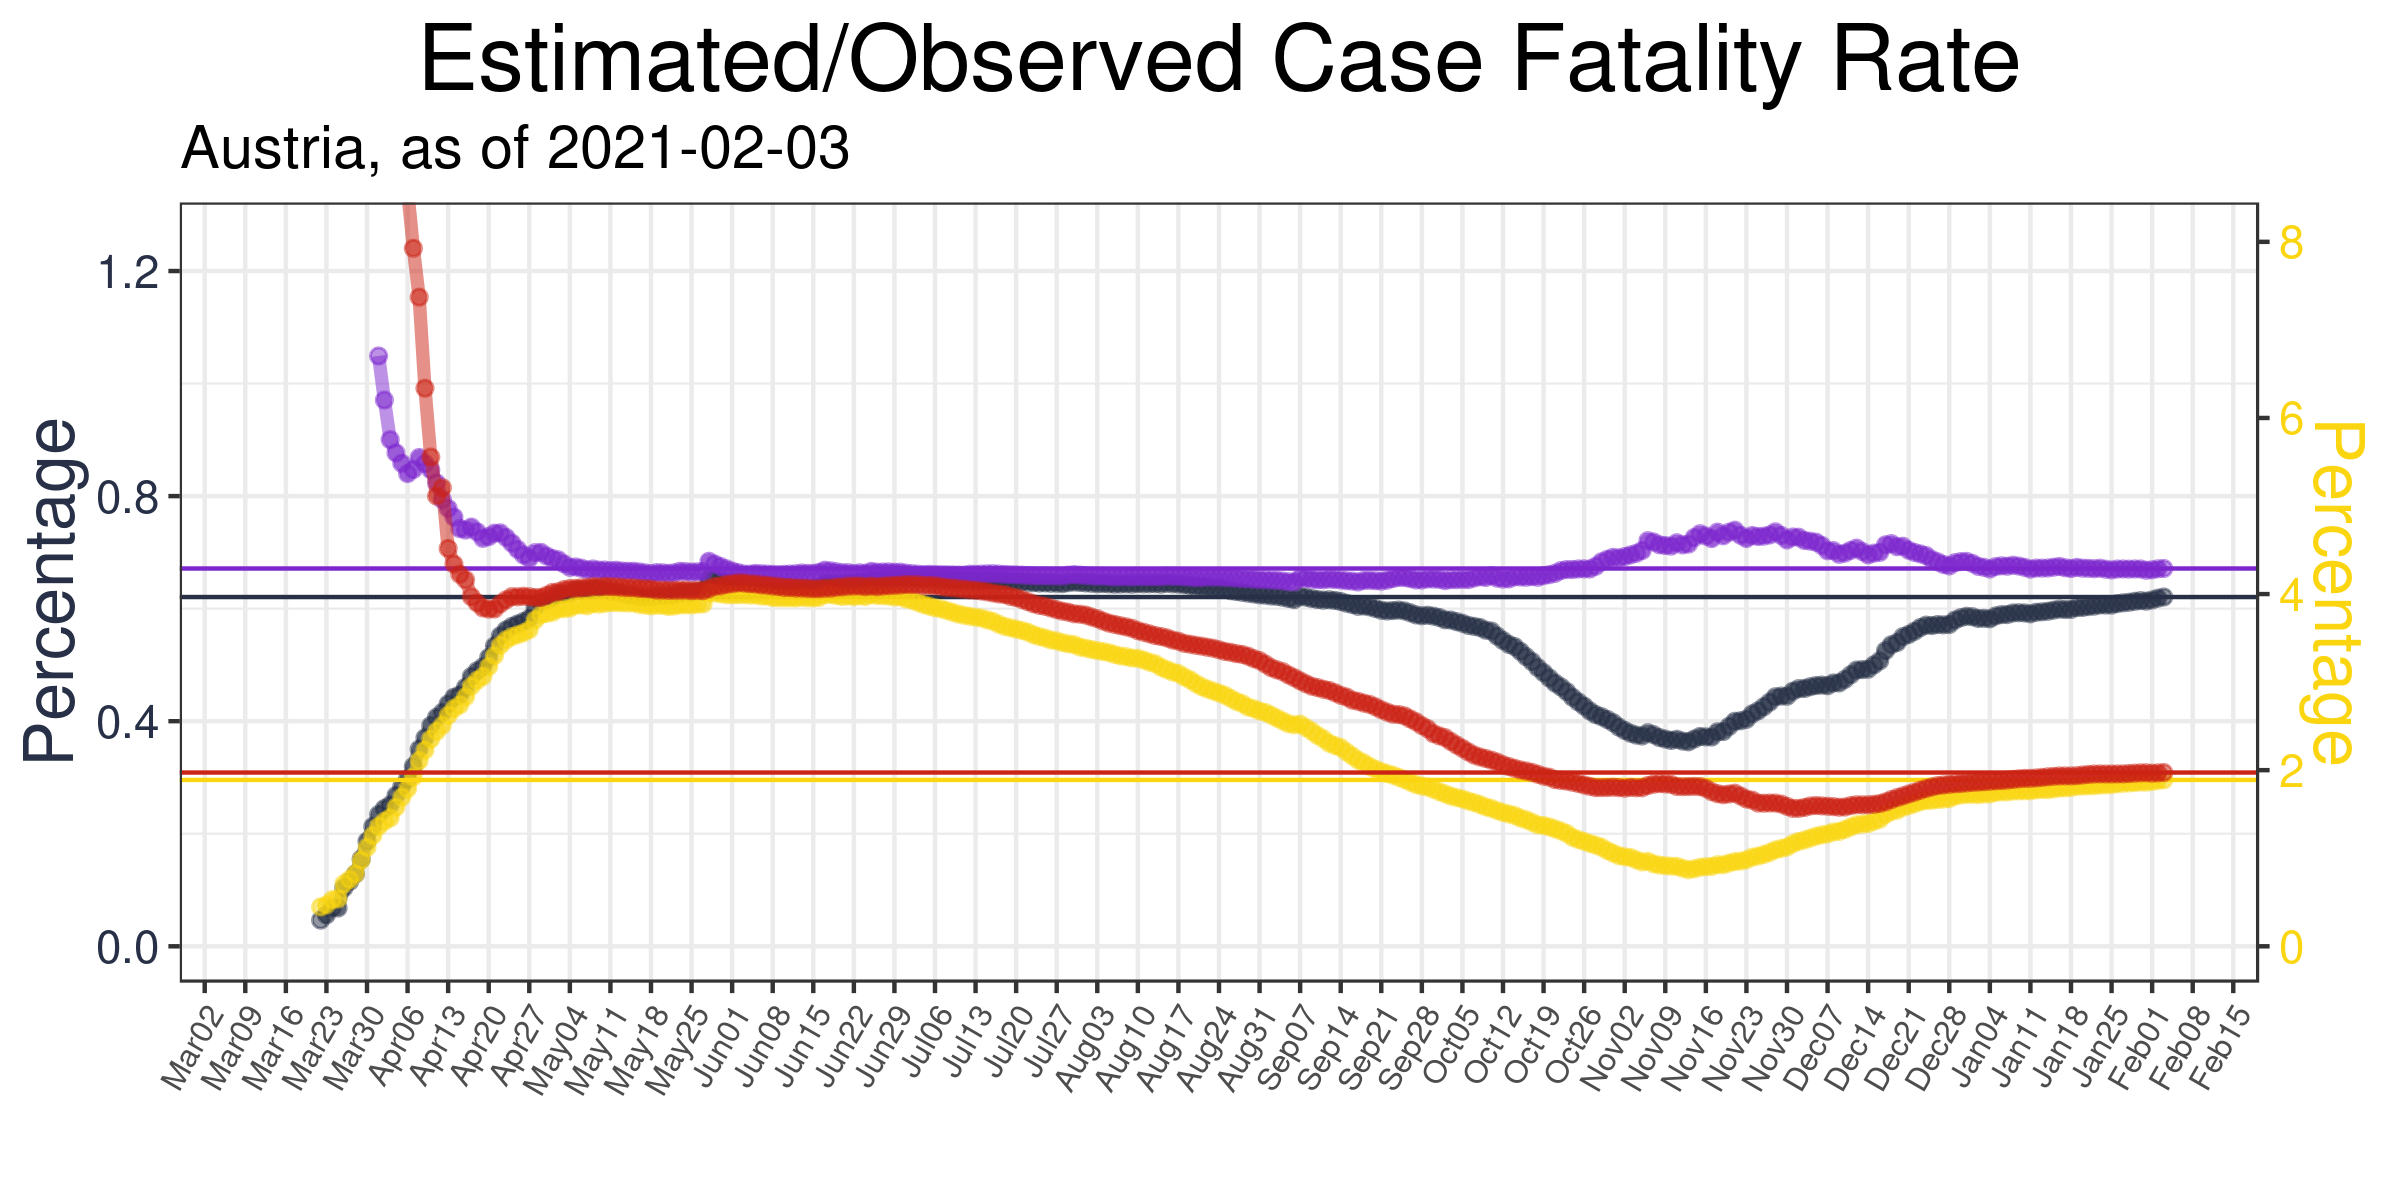 Estimated/Observed Case Fatality Rate
Austria, as of 2021-02-03
Percentage
1.2
0.8
0.4
0.0
8
6
4
2
0
Percentage
Mar02
Mar09
Mar16
Mar23
Mar30
Apr06
Apr13
Apr20
Apr27
May04
May11
May18
May25
Jun01
Jun08
Jun15
Jun22
Jun29
Jul06
Jul13
Jul20
Jul27
Aug03
Aug10
Aug17
Aug24
Aug31
Sep07
Sep14
Sep21
Sep28
Oct05
Oct12
Oct19
Oct26
Nov02
Nov09
Nov16
Nov23
Nov30
Dec07
Dec14
Dec21
Dec28
Jan04
Jan11
Jan18
Jan25
Feb01
Feb08
Feb15